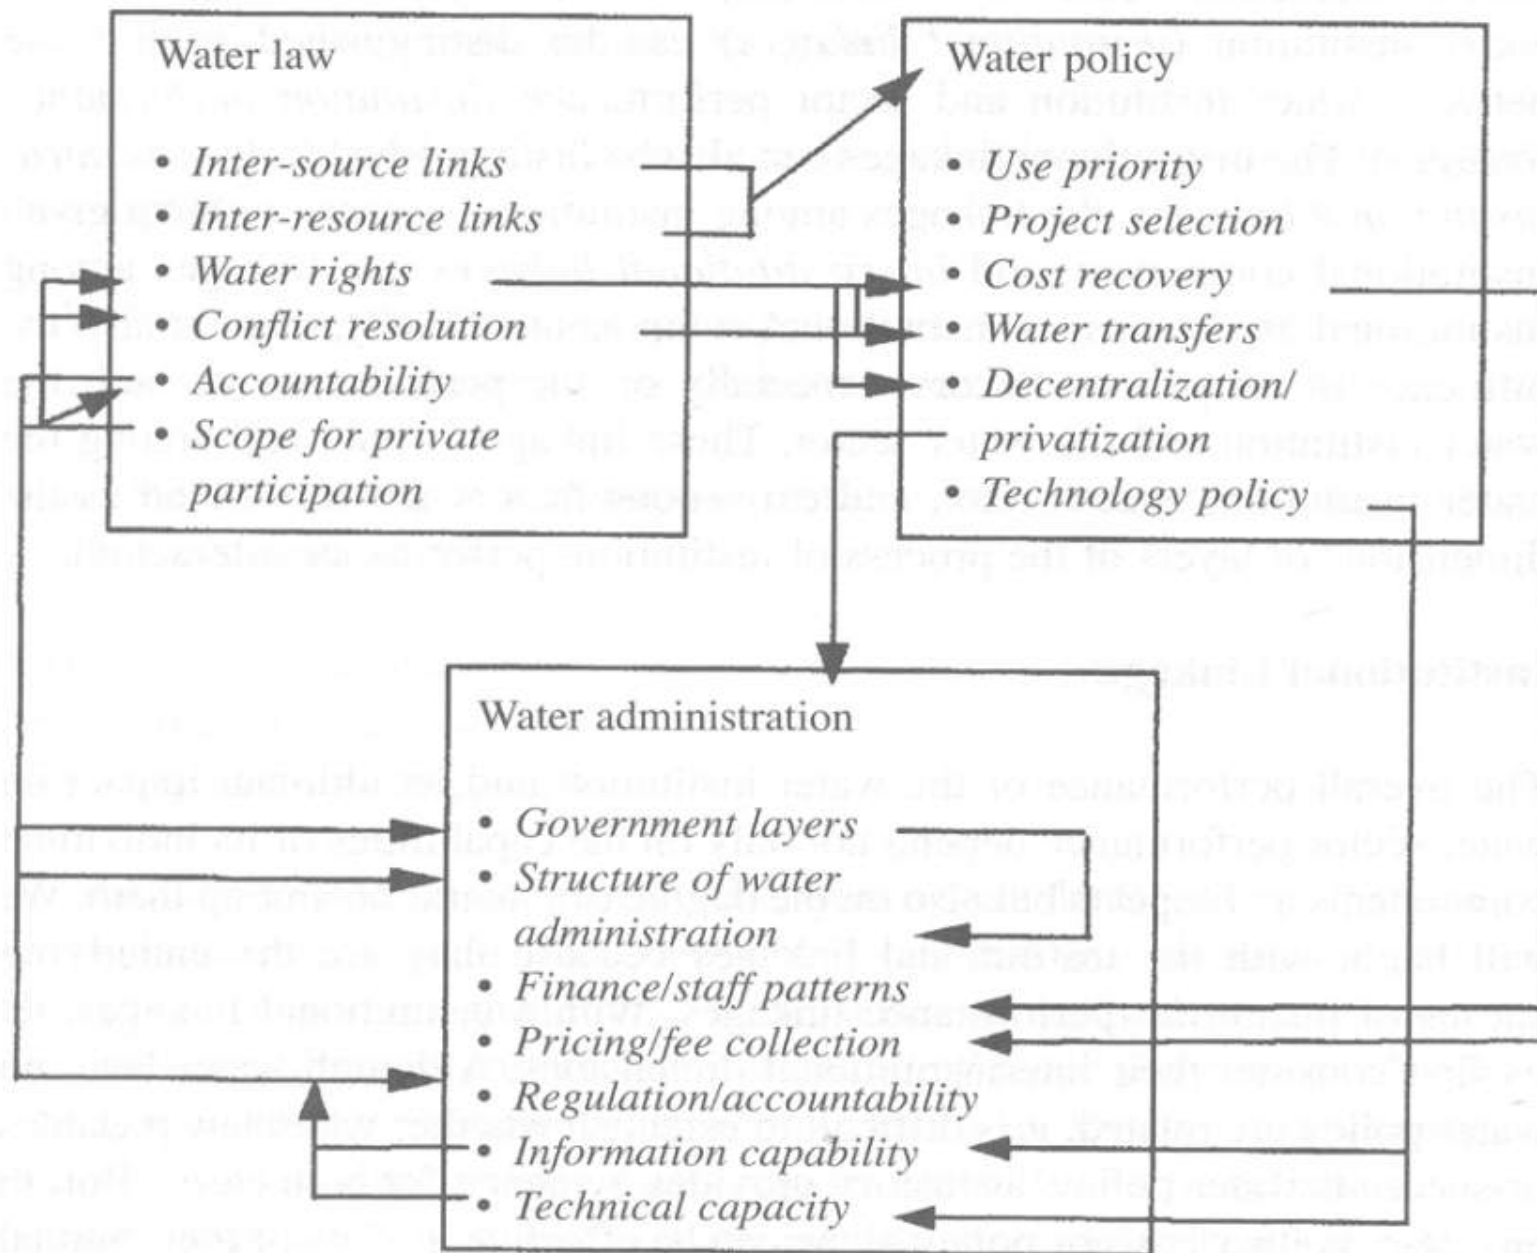 Water law
• Inter-source links
• Inter-resource links
• Water rights
• Conflict resolution
• Accountability
• Scope for private
participation
Water policy
• Use priority
• Project selection
• Cost recovery
• Water transfers
• Decentralization/
privatization
• Technology policy
Water administration
• Government layers
• Structure of water
administration
• Finance/staff patterns
• Pricing/fee collection
• Regulation/accountability
• Information capability
• Technical capacity